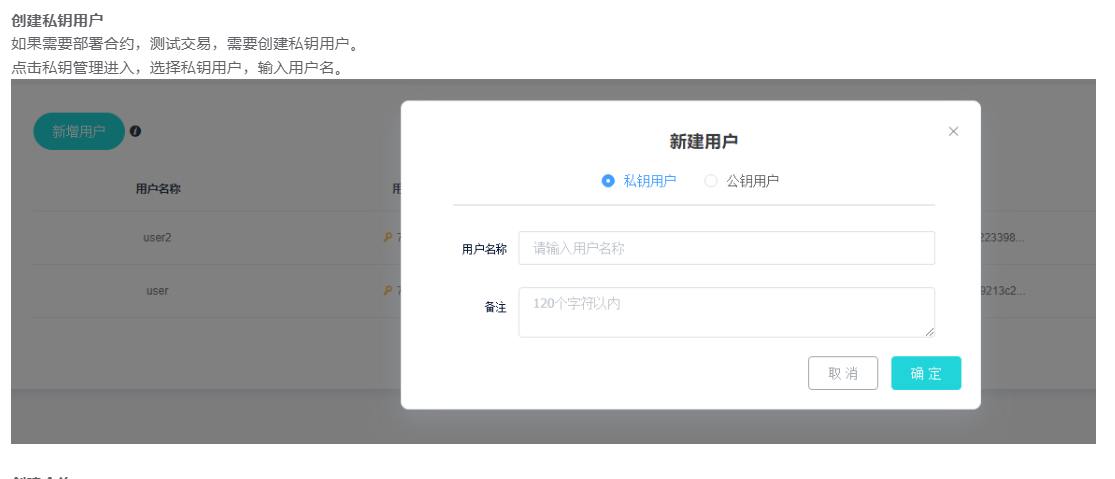 创建私钥用户
如果需要部署合约，测试交易，需要创建私钥用户。
点击私钥管理进入，选择私钥用户，输入用户名。
新增用户
新建用户
私钥用户 公钥用户
用户名称
user2
223398...
user
9213c2...
用户名称 请输入用户名称
备注 120个字符以内
取 消 确 定